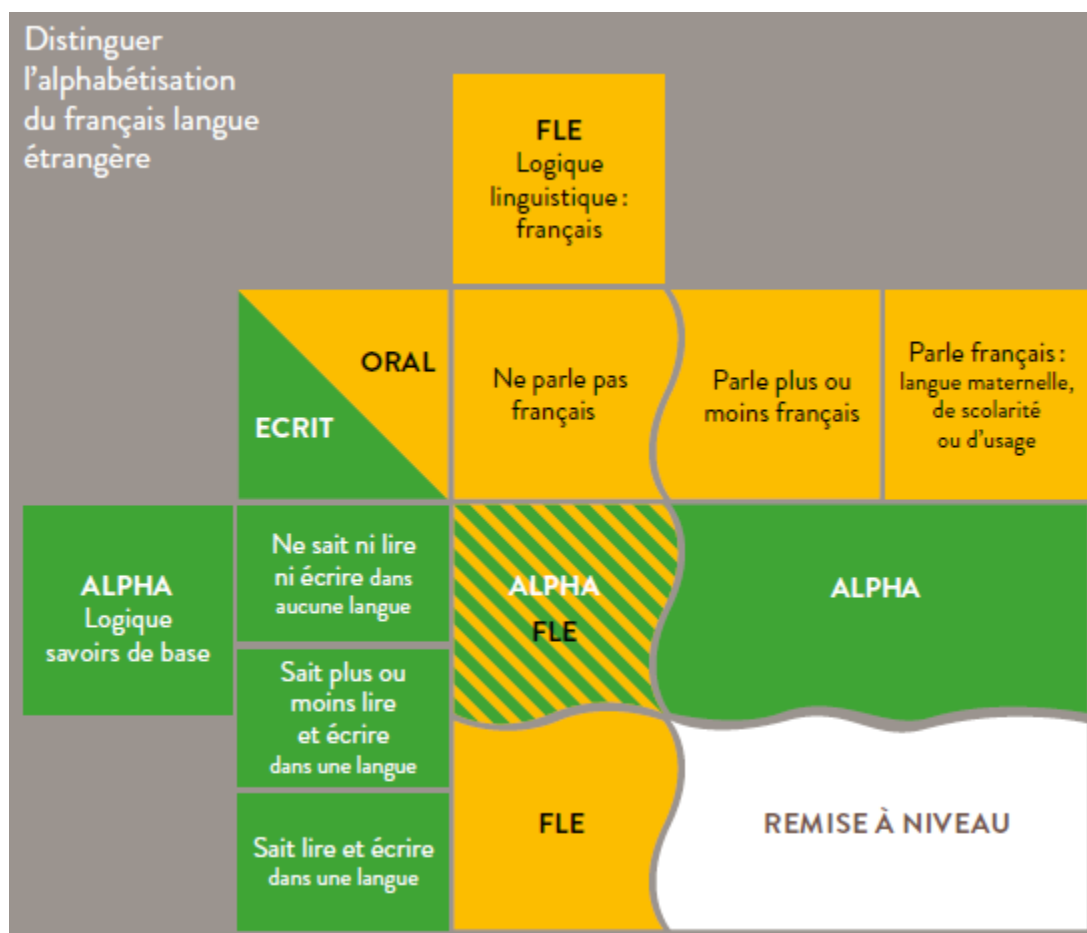 Distinguer
l’alphabétisation
du français langue
étrangère
FLE
Logique
linguistique :
français
ORAL
ECRIT
Ne parle pas
français
Parle plus ou
moins français
Parle français :
langue maternelle,
de scolarité
ou d’usage
ALPHA
Logique
savoirs de base
Ne sait ni lire
ni écrire dans
aucune langue
ALPHA
FLE
ALPHA
Sait plus ou
moins lire
et écrire
dans une langue
Sait lire et écrire
dans une langue
FLE
REMISE À NIVEAU